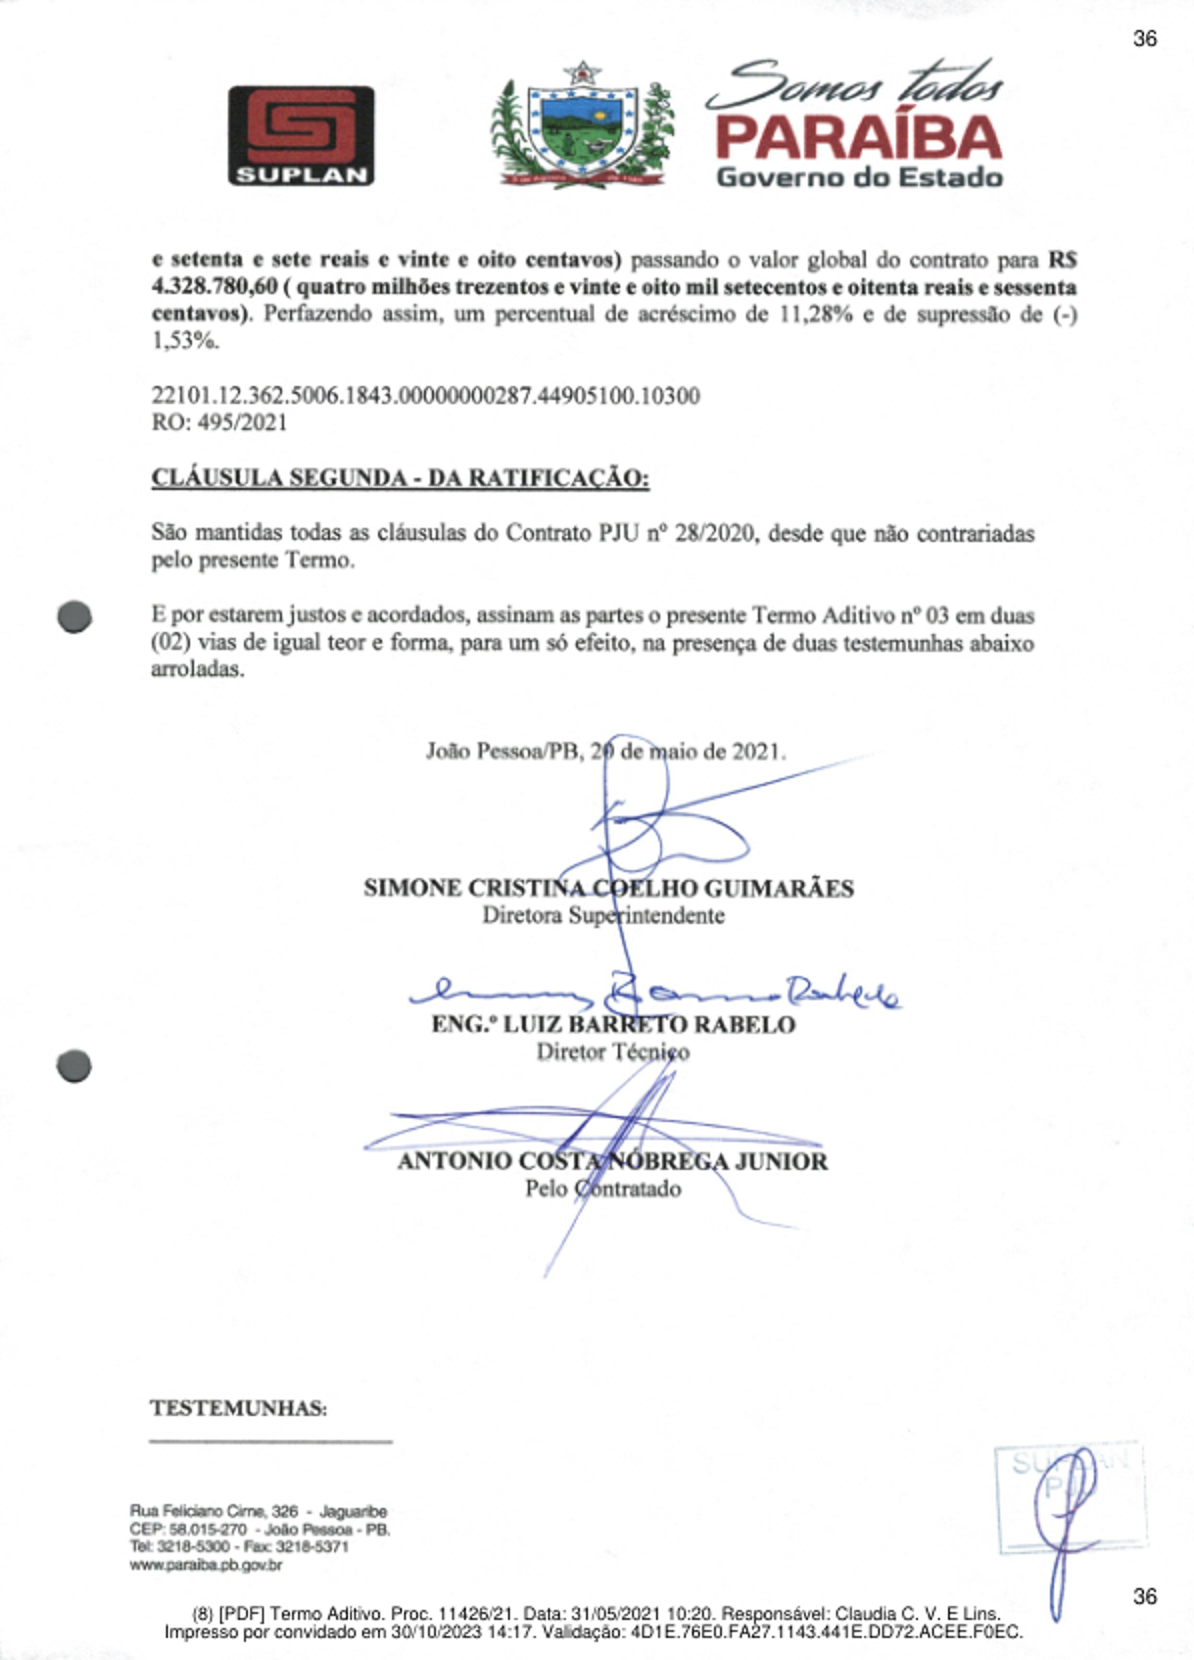 36
SUPLAN
Somos todos
PARAÍBA
Governo do Estado
e setenta e sete reais e vinte e oito centavos) passando o valor global do contrato para R$
4.328.780,60 ( quatro milhões trezentos e vinte e oito mil setecentos e oitenta reais e sessenta
centavos). Perfazendo assim, um percentual de acréscimo de 11,28% e de supressão de (-)
1,53%.
22101.12.362.5006.1843.00000000287.44905100.10300
RO: 495/2021
CLÁUSULA SEGUNDA - DA RATIFICAÇÃO:
São mantidas todas as cláusulas do Contrato PJU nº 28/2020, desde que não contrariadas
pelo presente Termo.
E por estarem justos e acordados, assinam as partes o presente Termo Aditivo nº 03 em duas
(02) vias de igual teor e forma, para um só efeito, na presença de duas testemunhas abaixo
arroladas.
João Pessoa/PB, 20 de maio de 2021.
SIMONE CRISTINA COELHO GUIMARÃES
Diretora Superintendente
ENG.º LUIZ BARRETO RABELO
Diretor Técnico
ANTONIO COSTA NÓBREGA JUNIOR
Pelo Contratado
TESTEMUNHAS:
SUPLAN
Rua Feliciano Cirne, 326 - Jaguaribe
CEP: 58.015-270 - João Pessoa - PB.
Tel: 3218-5300 - Fax: 3218-5371
www.paraiba.pb.gov.br
36
(8) [PDF] Termo Aditivo. Proc. 11426/21. Data: 31/05/2021 10:20. Responsável: Claudia C. V. E Lins.
Impresso por convidado em 30/10/2023 14:17. Validação: 4D1E.76E0.FA27.1143.441E.DD72.ACEE.F0EC.